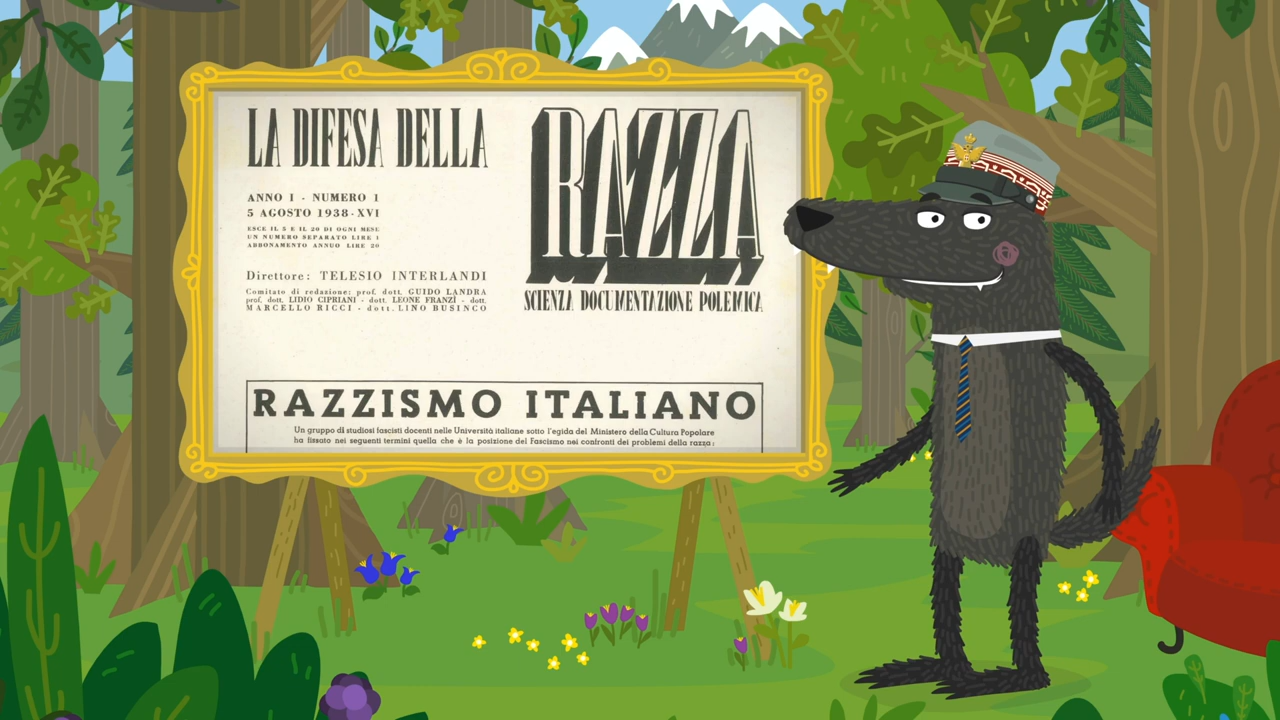 LA DIFESA DELLA
RAZZA
ANNO I - NUMERO 1
5 AGOSTO 1938-XVI
ESCE IL 5 E IL 20 DI OGNI MESE
UN NUMERO SEPARATO LIRE 1
ABBONAMENTO ANNUO LIRE 20
Direttore: TELESIO INTERLANDI
Comitato di redazione: prof. dott. GUIDO LANDRA
prof. dott. LIDIO CIPRIANI - dott. LEONE FRANZÌ - dott.
MARCELLO RICCI - dott. LINO BUSINCO
SCIENZA DOCUMENTAZIONE POLEMICA
RAZZISMO ITALIANO
Un gruppo di studiosi fascisti docenti nelle Università italiane sotto l'egida del Ministero della Cultura Popolare
ha fissato nei seguenti termini quella che è la posizione del Fascismo nei confronti dei problemi della razza: